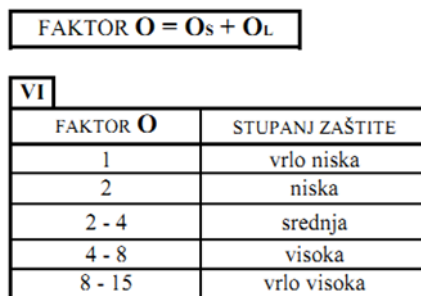 FAKTOR O = Os + OL
VI
FAKTOR O STUPANJ ZAŠTITE
1 vrlo niska
2 niska
2 - 4 srednja
4 - 8 visoka
8 - 15 vrlo visoka